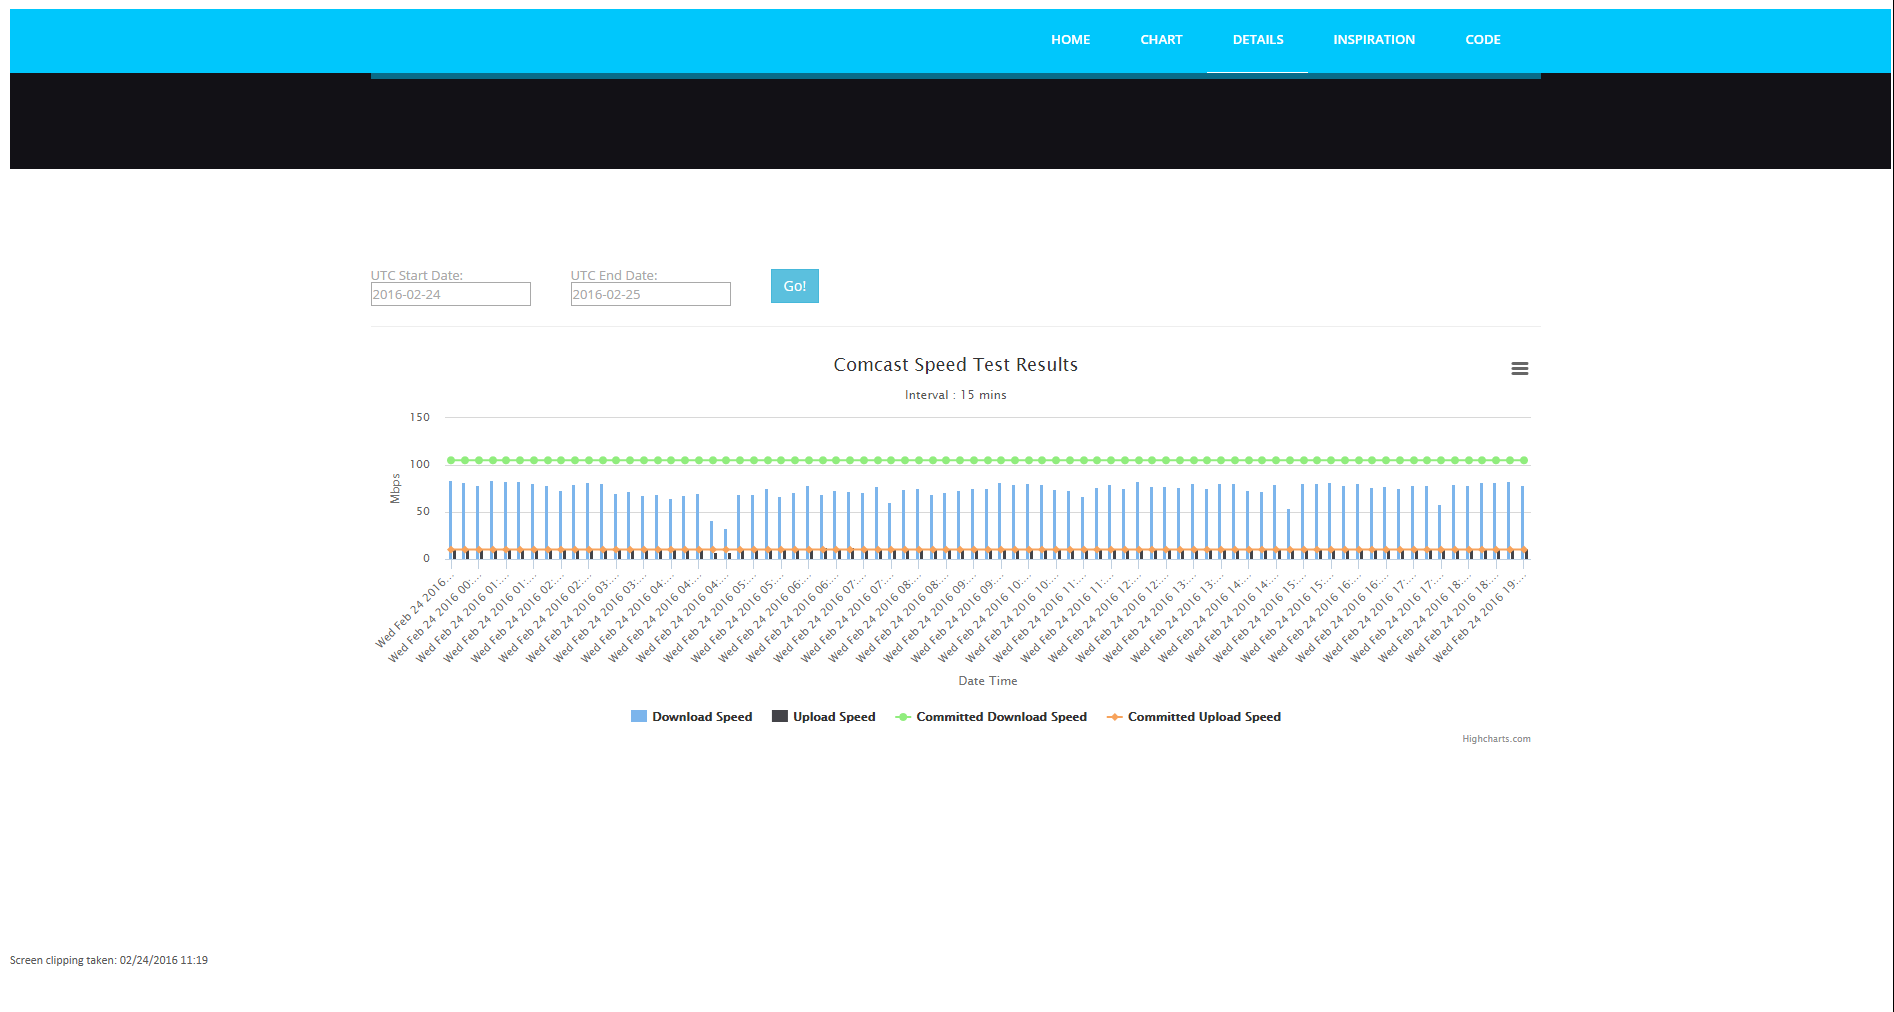 HOME CHART DETAILS INSPIRATION CODE
UTC Start Date: UTC End Date:
2016-02-24 2016-02-25 Go!
Comcast Speed Test Results
Interval : 15 mins
150
100
50
0
Mbps
Wed Feb 24 2016...
Wed Feb 24 2016 00:...
Wed Feb 24 2016 01:...
Wed Feb 24 2016 01:...
Wed Feb 24 2016 02:...
Wed Feb 24 2016 02:...
Wed Feb 24 2016 03:...
Wed Feb 24 2016 03:...
Wed Feb 24 2016 04:...
Wed Feb 24 2016 04:...
Wed Feb 24 2016 04:...
Wed Feb 24 2016 05:...
Wed Feb 24 2016 05:...
Wed Feb 24 2016 06:...
Wed Feb 24 2016 06:...
Wed Feb 24 2016 07:...
Wed Feb 24 2016 07:...
Wed Feb 24 2016 08:...
Wed Feb 24 2016 08:...
Wed Feb 24 2016 09:...
Wed Feb 24 2016 09:...
Wed Feb 24 2016 10:...
Wed Feb 24 2016 10:...
Wed Feb 24 2016 11:...
Wed Feb 24 2016 11:...
Wed Feb 24 2016 12:...
Wed Feb 24 2016 12:...
Wed Feb 24 2016 13:...
Wed Feb 24 2016 13:...
Wed Feb 24 2016 14:...
Wed Feb 24 2016 14:...
Wed Feb 24 2016 15:...
Wed Feb 24 2016 15:...
Wed Feb 24 2016 16:...
Wed Feb 24 2016 16:...
Wed Feb 24 2016 17:...
Wed Feb 24 2016 17:...
Wed Feb 24 2016 18:...
Wed Feb 24 2016 18:...
Wed Feb 24 2016 19:...
Date Time
Download Speed Upload Speed Committed Download Speed Committed Upload Speed
Highcharts.com
Screen clipping taken: 02/24/2016 11:19